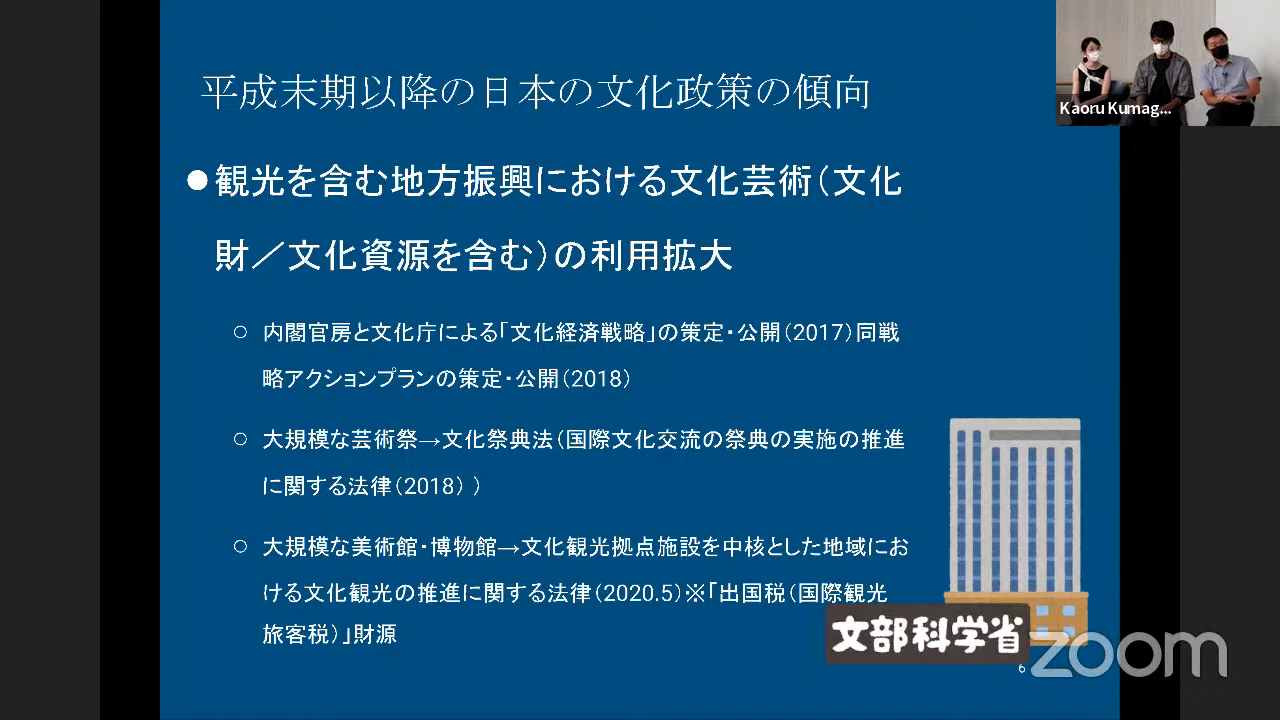 平成末期以降の日本の文化政策の傾向
Kaoru Kumag...
●観光を含む地方振興における文化芸術（文化
財／文化資源を含む）の利用拡大
○ 内閣官房と文化庁による「文化経済戦略」の策定・公開（2017）同戦
略アクションプランの策定・公開（2018）
○ 大規模な芸術祭→文化祭典法（国際文化交流の祭典の実施の推進
に関する法律（2018） ）
○ 大規模な美術館・博物館→文化観光拠点施設を中核とした地域にお
ける文化観光の推進に関する法律（2020.5）※「出国税（国際観光
旅客税）」財源
文部科学省
6
zoom